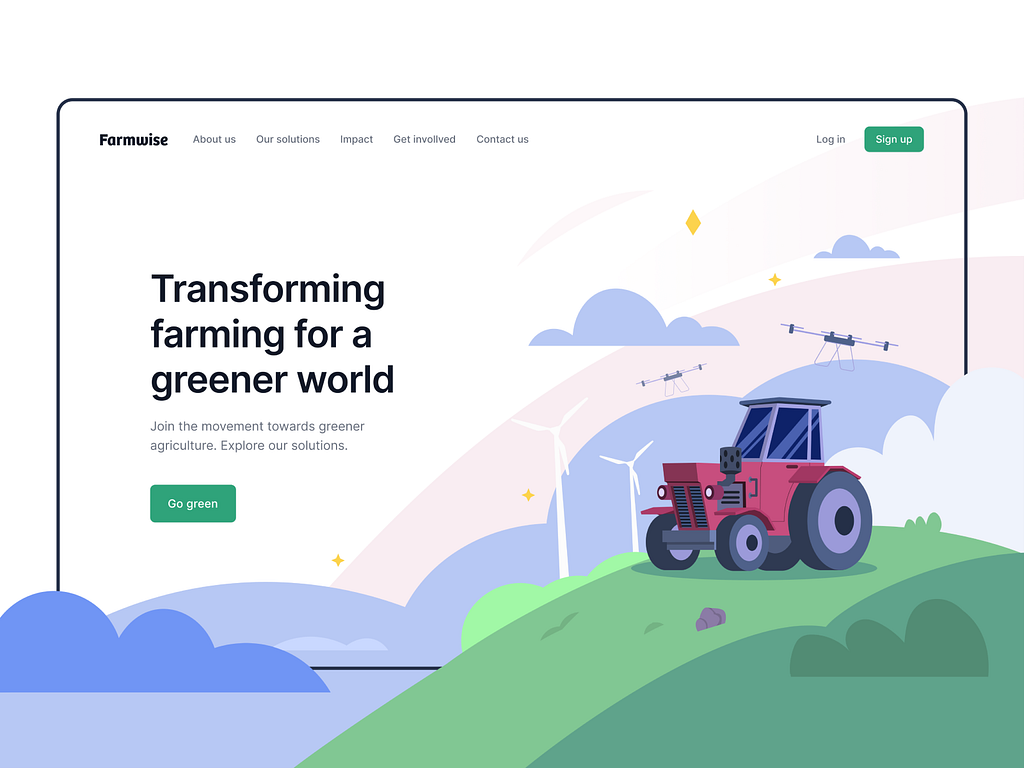 Farmwise About us Our solutions Impact Get invollved Contact us Log in Sign up
Transforming
farming for a
greener world
Join the movement towards greener
agriculture. Explore our solutions.
Go green